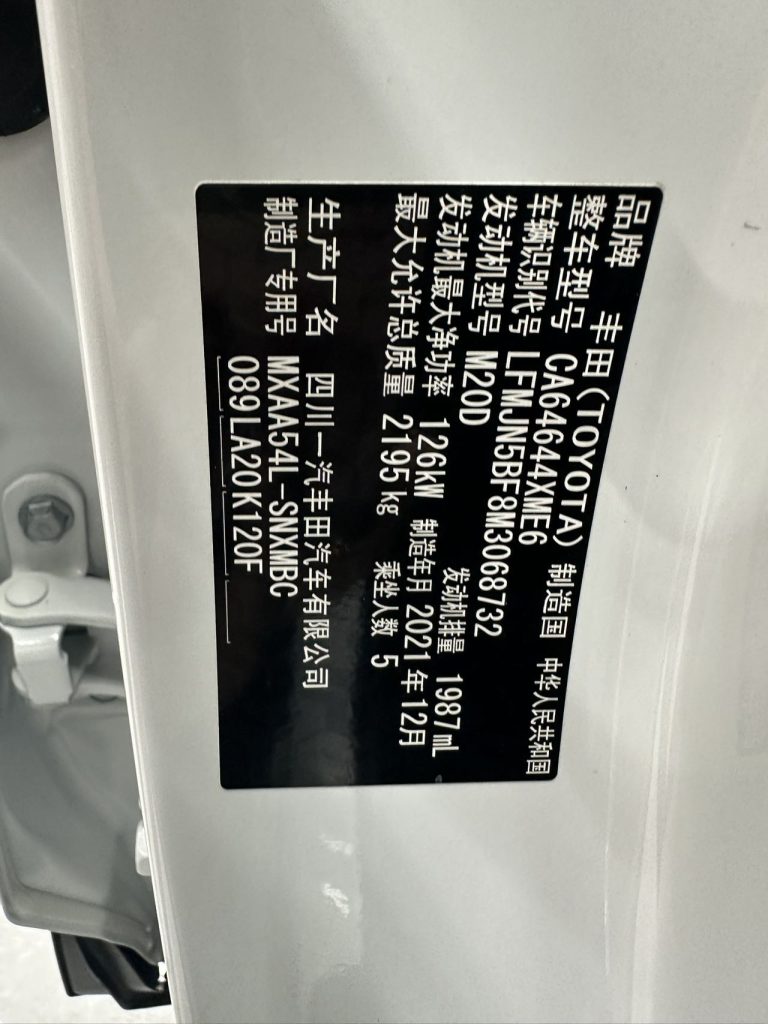 品牌 丰田(TOYOTA) 制造国 中华人民共和国
整车型号 CA64644XME6
车辆识别代号 LFMJN5BF8M3068732
发动机型号 M20D 发动机排量 1987mL
发动机最大净功率 126kW 制造年月 2021年12月
最大允许总质量 2195kg 乘坐人数 5
生产厂名 四川一汽丰田汽车有限公司
制造厂专用号 MXAA54L-SNXMBC
089LA20K120F